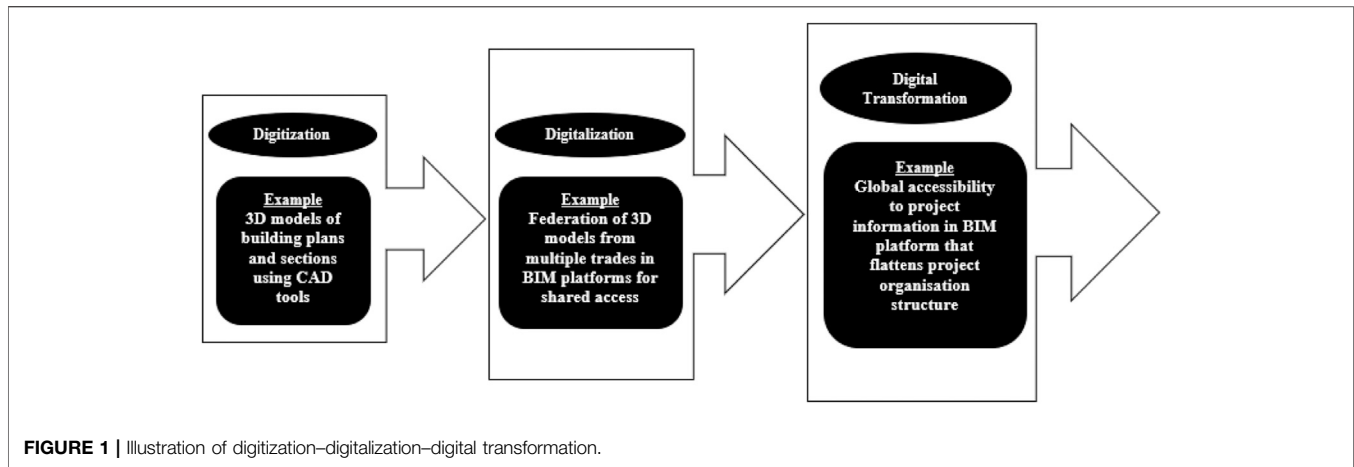 Digitization
Example
3D models of
building plans
and sections
using CAD
tools
Digitalization
Example
Federation of 3D
models from
multiple trades in
BIM platforms for
shared access
Digital
Transformation
Example
Global accessibility
to project
information in BIM
platform that
flattens project
organisation
structure
FIGURE 1 | Illustration of digitization–digitalization–digital transformation.